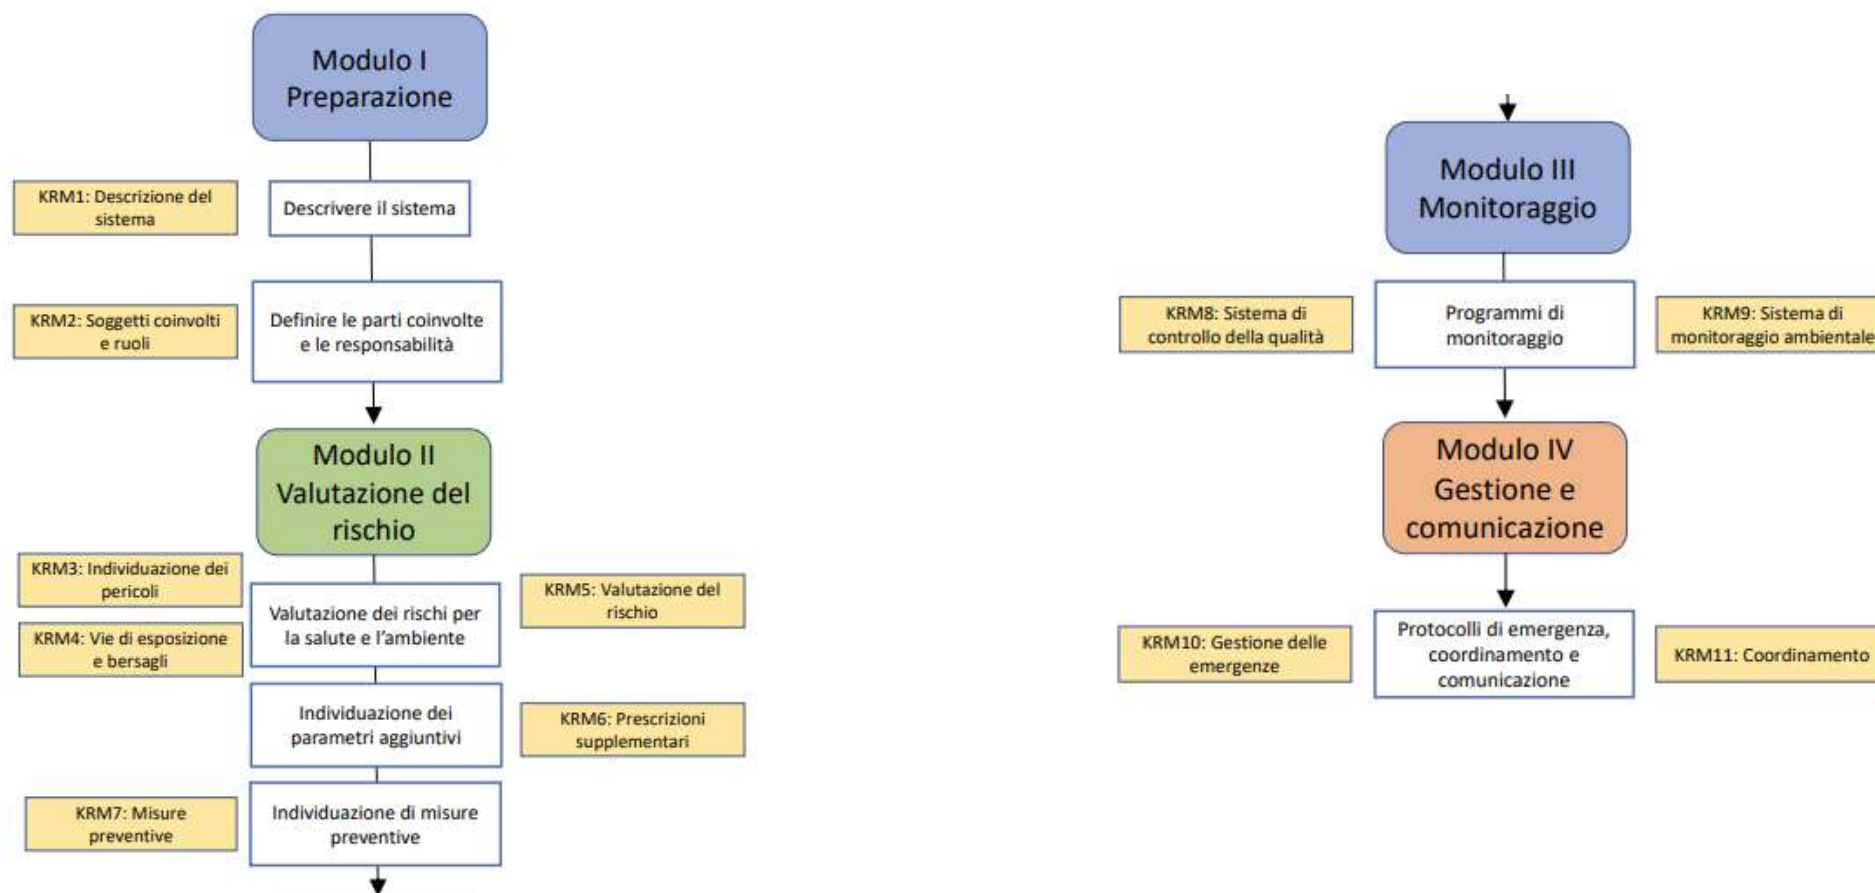 Modulo I
Preparazione
KRM1: Descrizione del
sistema
Descrivere il sistema
KRM2: Soggetti coinvolti
e ruoli
Definire le parti coinvolte
e le responsabilità
Modulo II
Valutazione del
rischio
KRM3: Individuazione dei
pericoli
KRM4: Vie di esposizione
e bersagli
Valutazione dei rischi per
la salute e l'ambiente
KRM5: Valutazione del
rischio
Individuazione dei
parametri aggiuntivi
KRM6: Prescrizioni
supplementari
KRM7: Misure
preventive
Individuazione di misure
preventive
Modulo III
Monitoraggio
KRM8: Sistema di
controllo della qualità
Programmi di
monitoraggio
KRM9: Sistema di
monitoraggio ambientale
Modulo IV
Gestione e
comunicazione
KRM10: Gestione delle
emergenze
Protocolli di emergenza,
coordinamento e
comunicazione
KRM11: Coordinamento